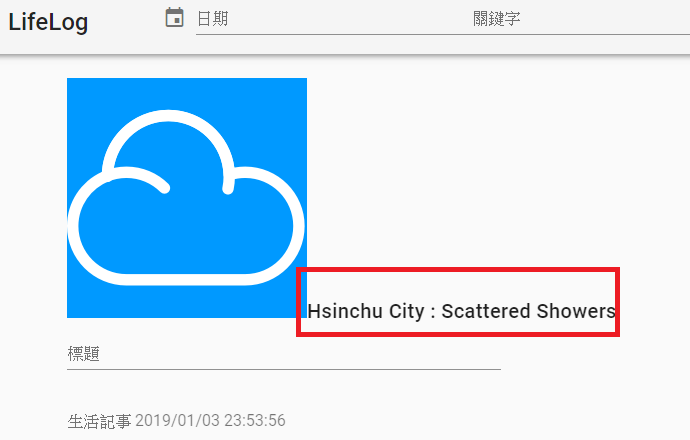 LifeLog 日期 關鍵字
Hsinchu City : Scattered Showers
標題
生活記事 2019/01/03 23:53:56